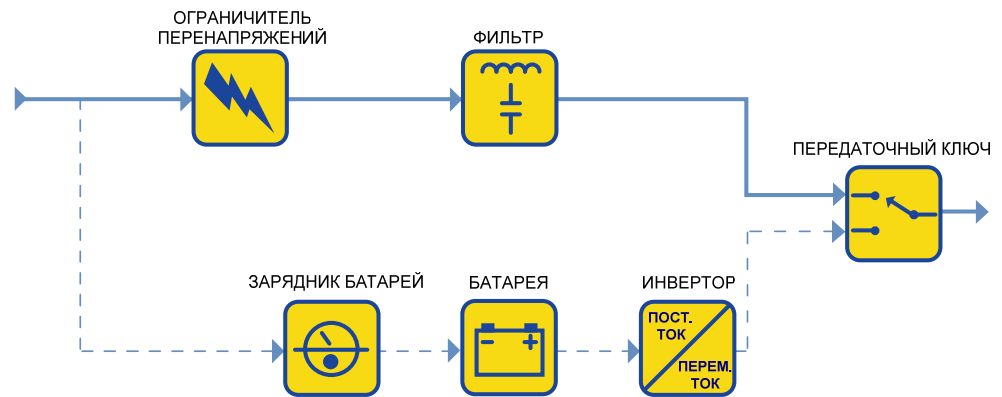 ОГРАНИЧИТЕЛЬ
ПЕРЕНАПРЯЖЕНИЙ
ФИЛЬТР
ПЕРЕДАТОЧНЫЙ КЛЮЧ
ЗАРЯДНИК БАТАРЕЙ
БАТАРЕЯ
ИНВЕРТОР
ПОСТ.
ТОК
ПЕРЕМ.
ТОК